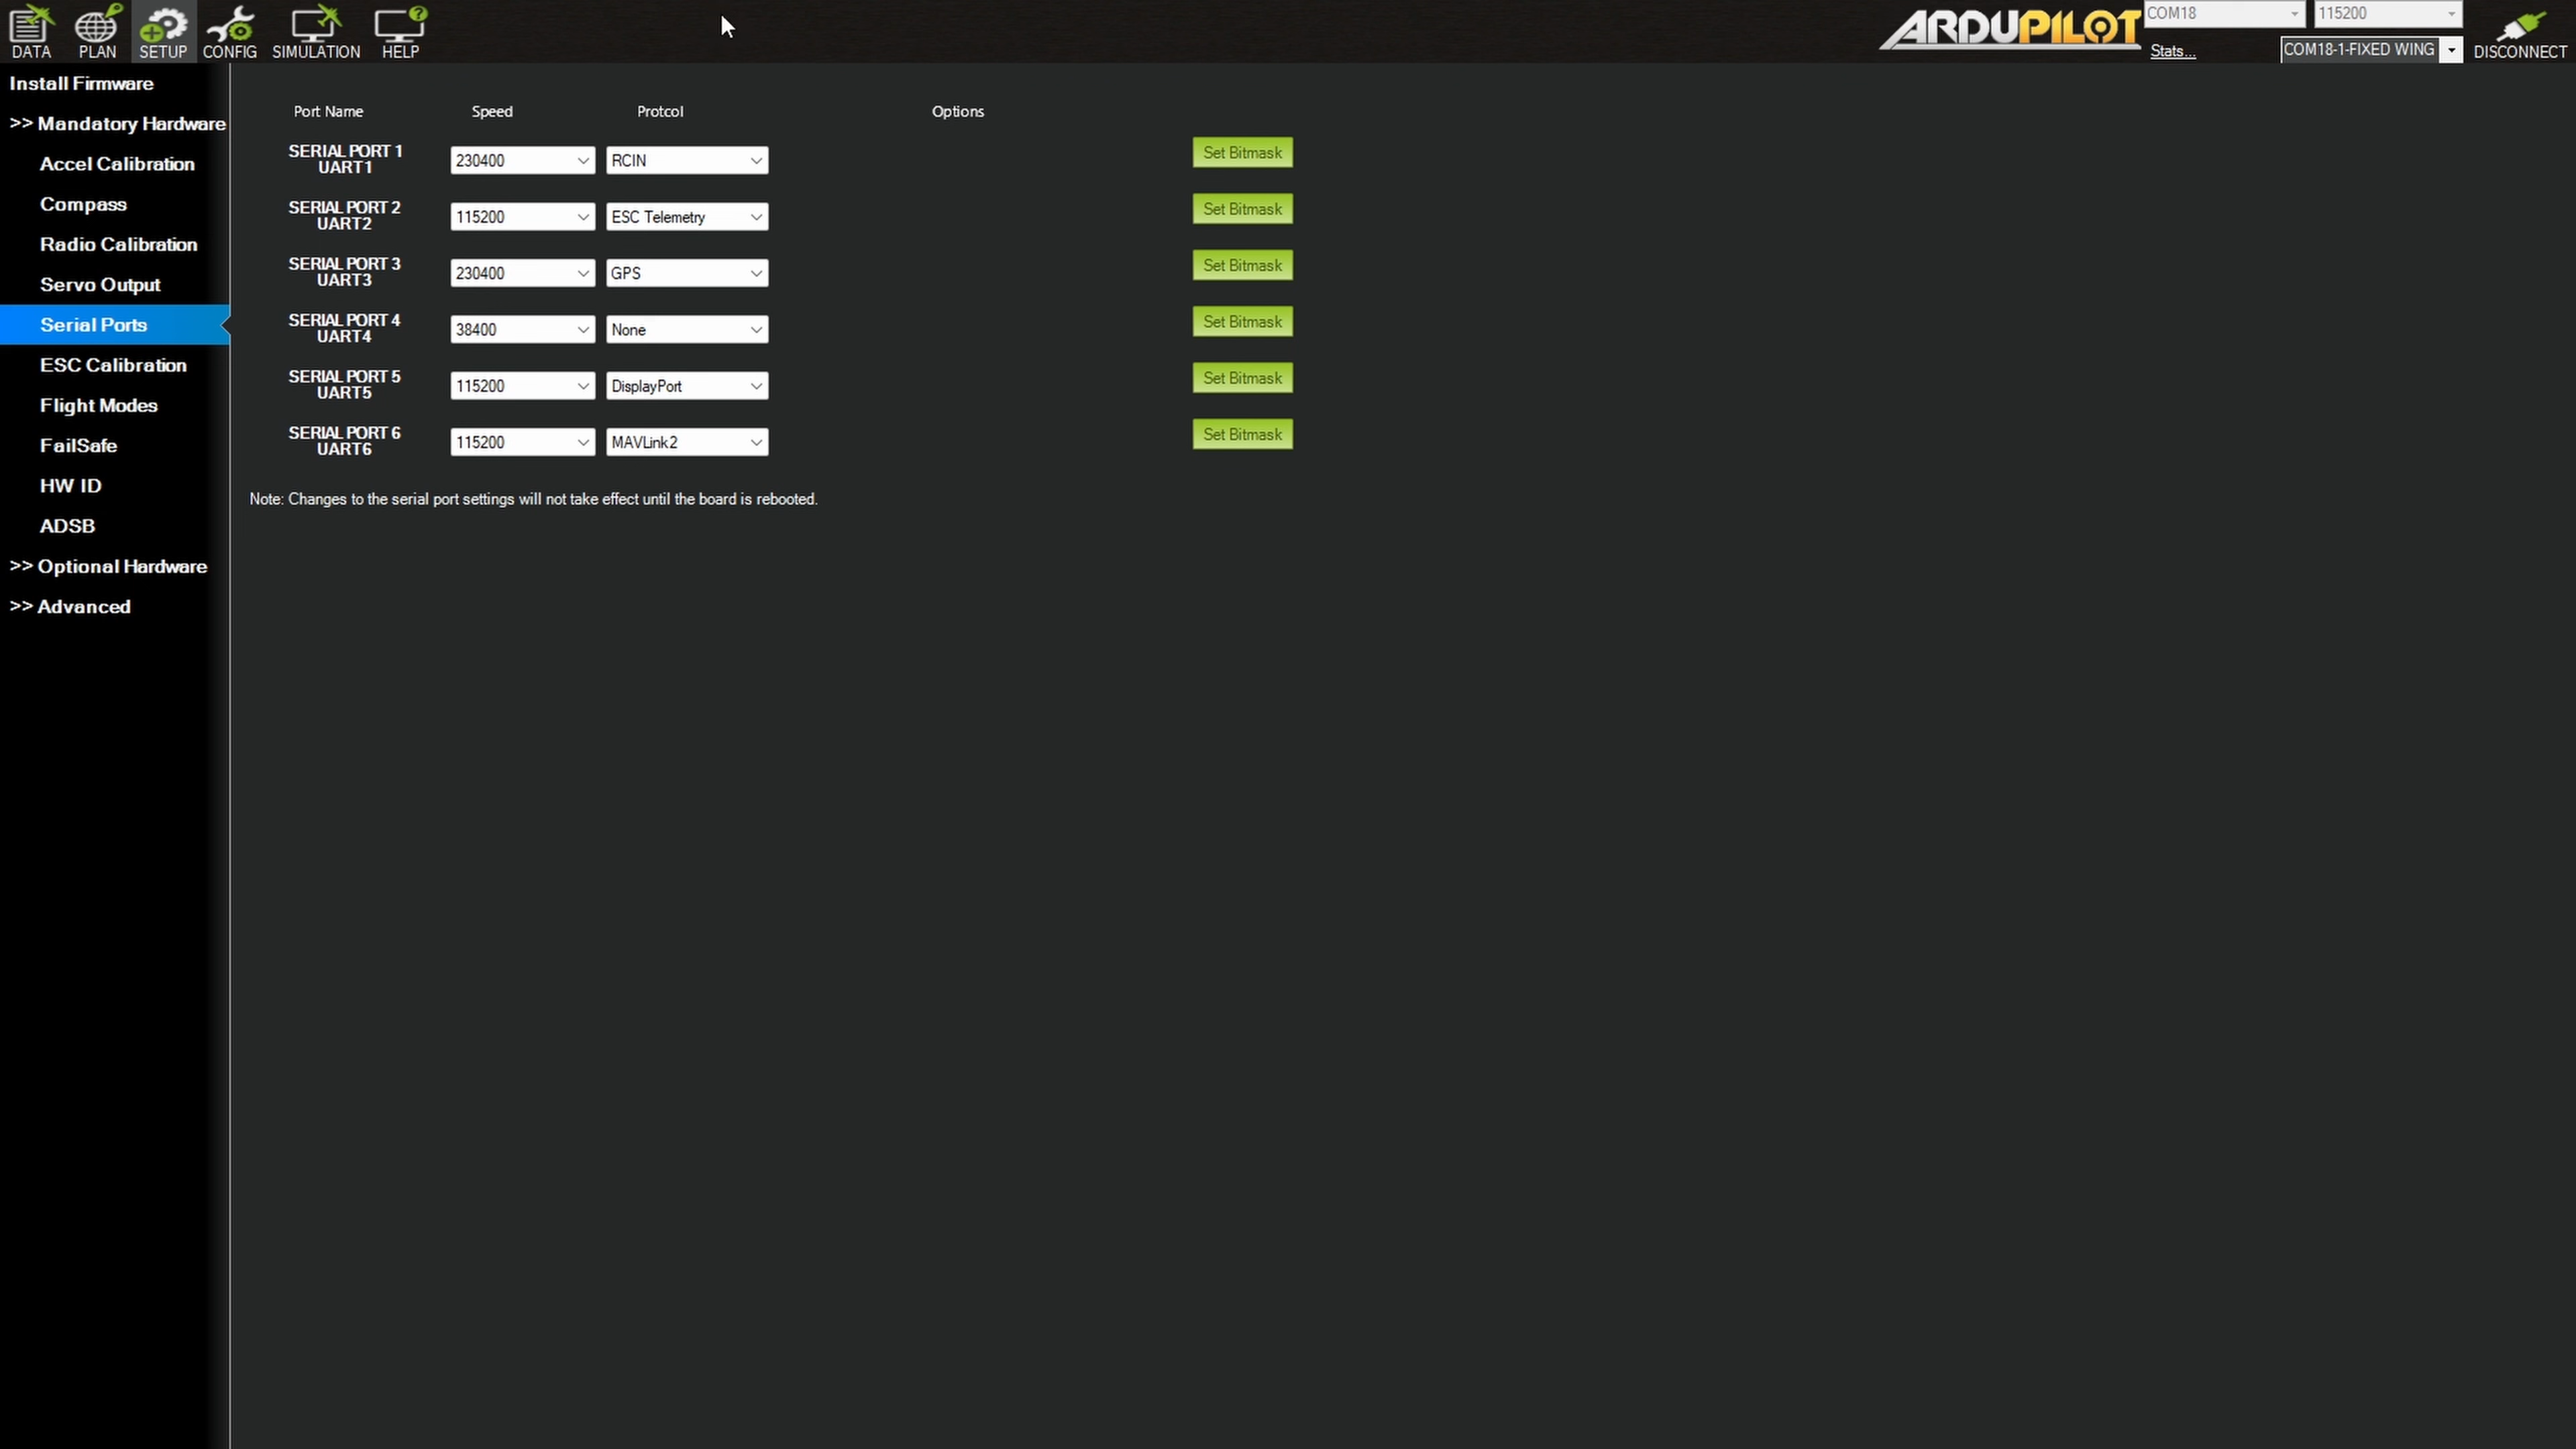 DATA PLAN SETUP CONFIG SIMULATION HELP
ARDUPILOT
COM18 115200
Stats... COM18-1-FIXED WING DISCONNECT
Install Firmware
>> Mandatory Hardware
Accel Calibration
Compass
Radio Calibration
Servo Output
Serial Ports
ESC Calibration
Flight Modes
FailSafe
HW ID
ADSB
>> Optional Hardware
>> Advanced
Port Name Speed Protcol Options
SERIAL PORT 1
UART1 230400 RCIN Set Bitmask
SERIAL PORT 2
UART2 115200 ESC Telemetry Set Bitmask
SERIAL PORT 3
UART3 230400 GPS Set Bitmask
SERIAL PORT 4
UART4 38400 None Set Bitmask
SERIAL PORT 5
UART5 115200 DisplayPort Set Bitmask
SERIAL PORT 6
UART6 115200 MAVLink2 Set Bitmask
Note: Changes to the serial port settings will not take effect until the board is rebooted.